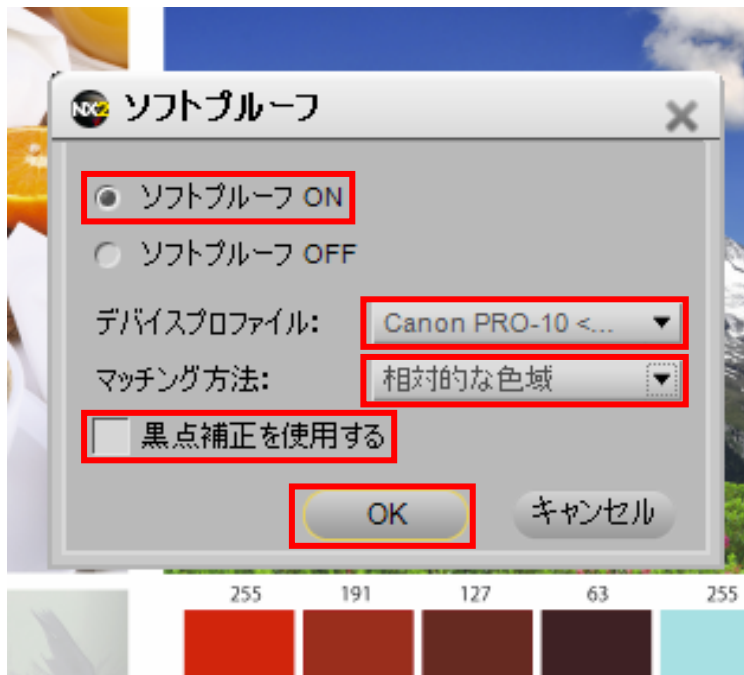 NX2 ソフトプルーフ
ソフトプルーフ ON
ソフトプルーフ OFF
デバイスプロファイル: Canon PRO-10 <...
マッチング方法: 相対的な色域
黒点補正を使用する
OK キャンセル
255 191 127 63 255